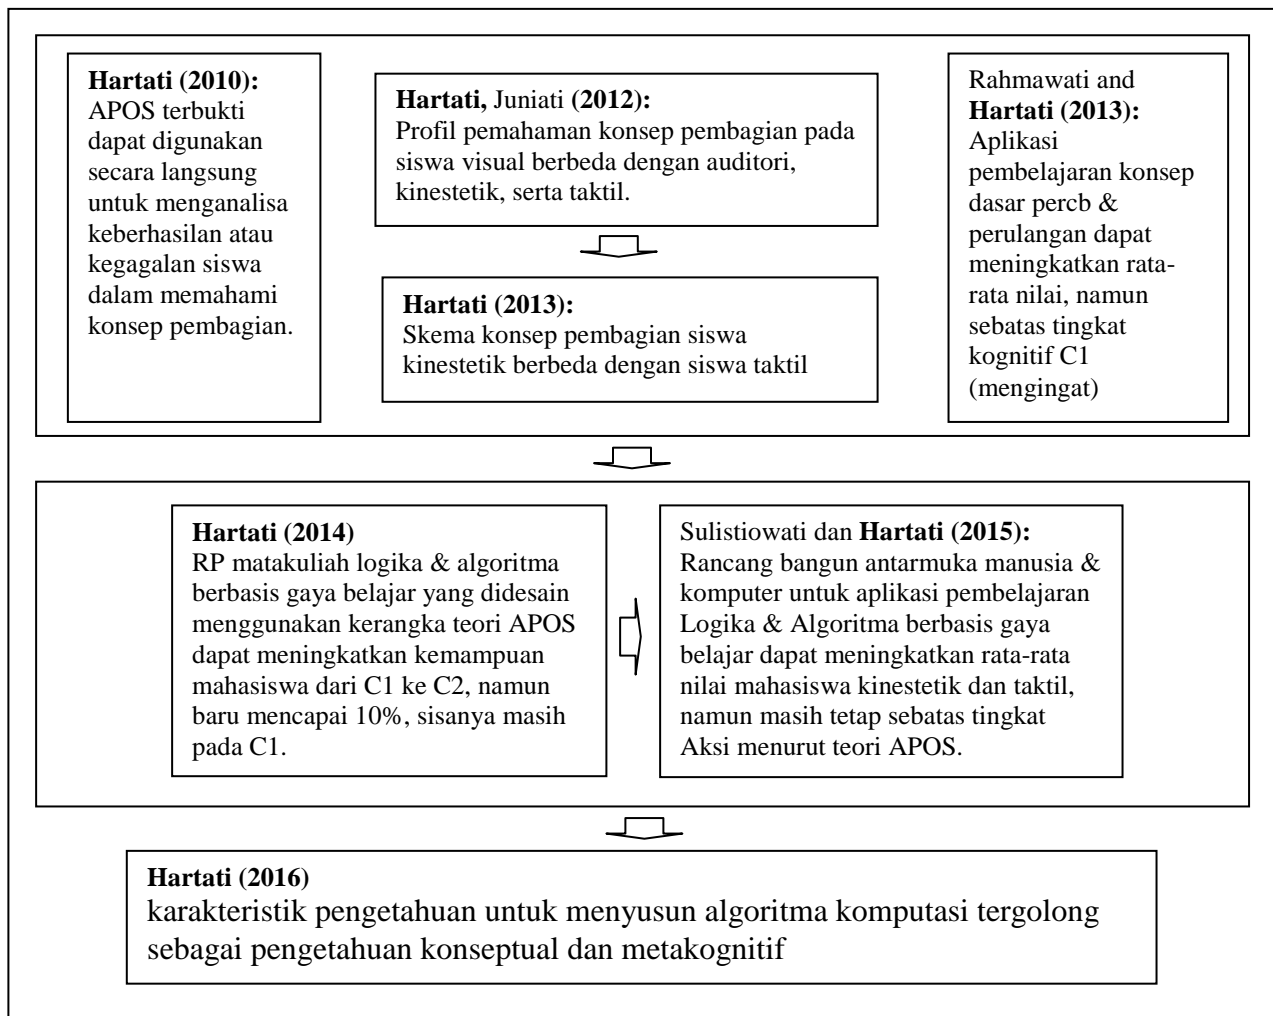 Hartati (2010):
APOS terbukti
dapat digunakan
secara langsung
untuk menganalisa
keberhasilan atau
kegagalan siswa
dalam memahami
konsep pembagian.
Hartati, Juniati (2012):
Profil pemahaman konsep pembagian pada
siswa visual berbeda dengan auditori,
kinestetik, serta taktil.
Hartati (2013):
Skema konsep pembagian siswa
kinestetik berbeda dengan siswa taktil
Rahmawati and
Hartati (2013):
Aplikasi
pembelajaran konsep
dasar percb &
perulangan dapat
meningkatkan rata-
rata nilai, namun
sebatas tingkat
kognitif C1
(mengingat)
Hartati (2014)
RP matakuliah logika & algoritma
berbasis gaya belajar yang didesain
menggunakan kerangka teori APOS
dapat meningkatkan kemampuan
mahasiswa dari C1 ke C2, namun
baru mencapai 10%, sisanya masih
pada C1.
Sulistiowati dan Hartati (2015):
Rancang bangun antarmuka manusia &
komputer untuk aplikasi pembelajaran
Logika & Algoritma berbasis gaya
belajar dapat meningkatkan rata-rata
nilai mahasiswa kinestetik dan taktil,
namun masih tetap sebatas tingkat
Aksi menurut teori APOS.
Hartati (2016)
karakteristik pengetahuan untuk menyusun algoritma komputasi tergolong
sebagai pengetahuan konseptual dan metakognitif